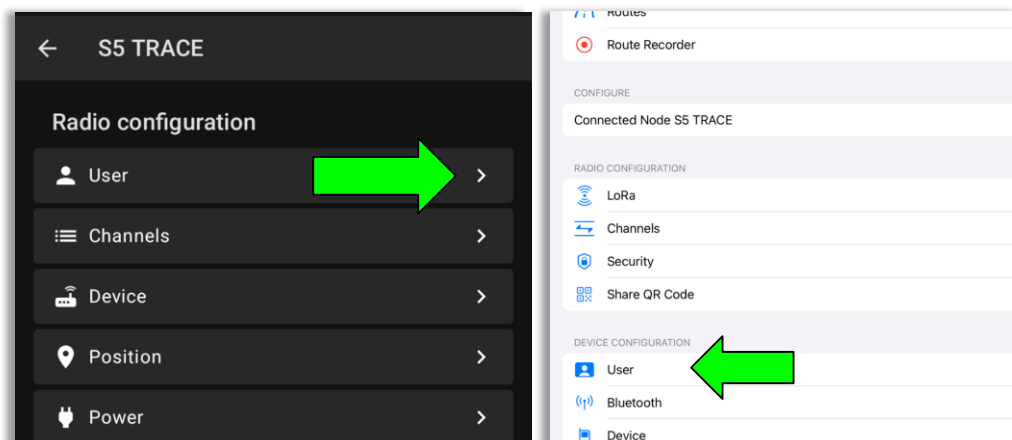 S5 TRACE
Radio configuration
User
Channels
Device
Position
Power
Routes
Route Recorder
CONFIGURE
Connected Node S5 TRACE
RADIO CONFIGURATION
LoRa
Channels
Security
Share QR Code
DEVICE CONFIGURATION
User
Bluetooth
Device